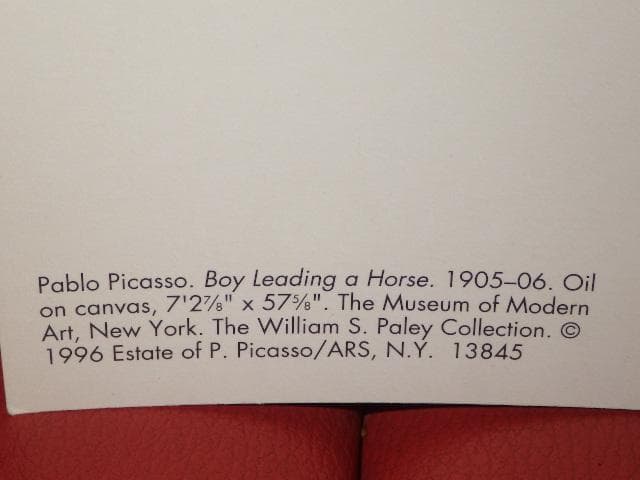 Pablo Picasso. Boy Leading a Horse. 1905–06. Oil
on canvas, 7'2⅞" x 57⅝". The Museum of Modern
Art, New York. The William S. Paley Collection. ©
1996 Estate of P. Picasso/ARS, N.Y. 13845